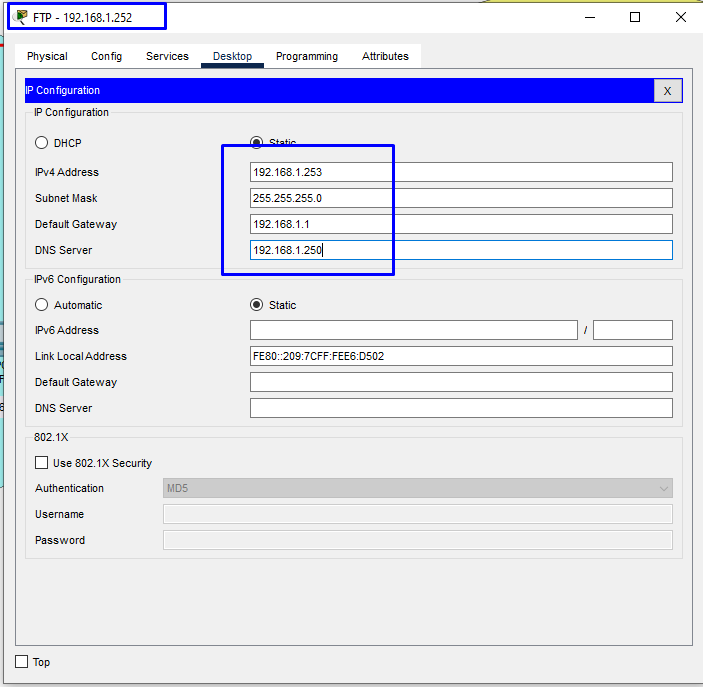 FTP - 192.168.1.252
Physical Config Services Desktop Programming Attributes
IP Configuration X
IP Configuration
DHCP Static
IPv4 Address 192.168.1.253
Subnet Mask 255.255.255.0
Default Gateway 192.168.1.1
DNS Server 192.168.1.250
IPv6 Configuration
Automatic Static
IPv6 Address /
Link Local Address FE80::209:7CFF:FEE6:D502
Default Gateway
DNS Server
802.1X
Use 802.1X Security
Authentication MD5
Username
Password
Top